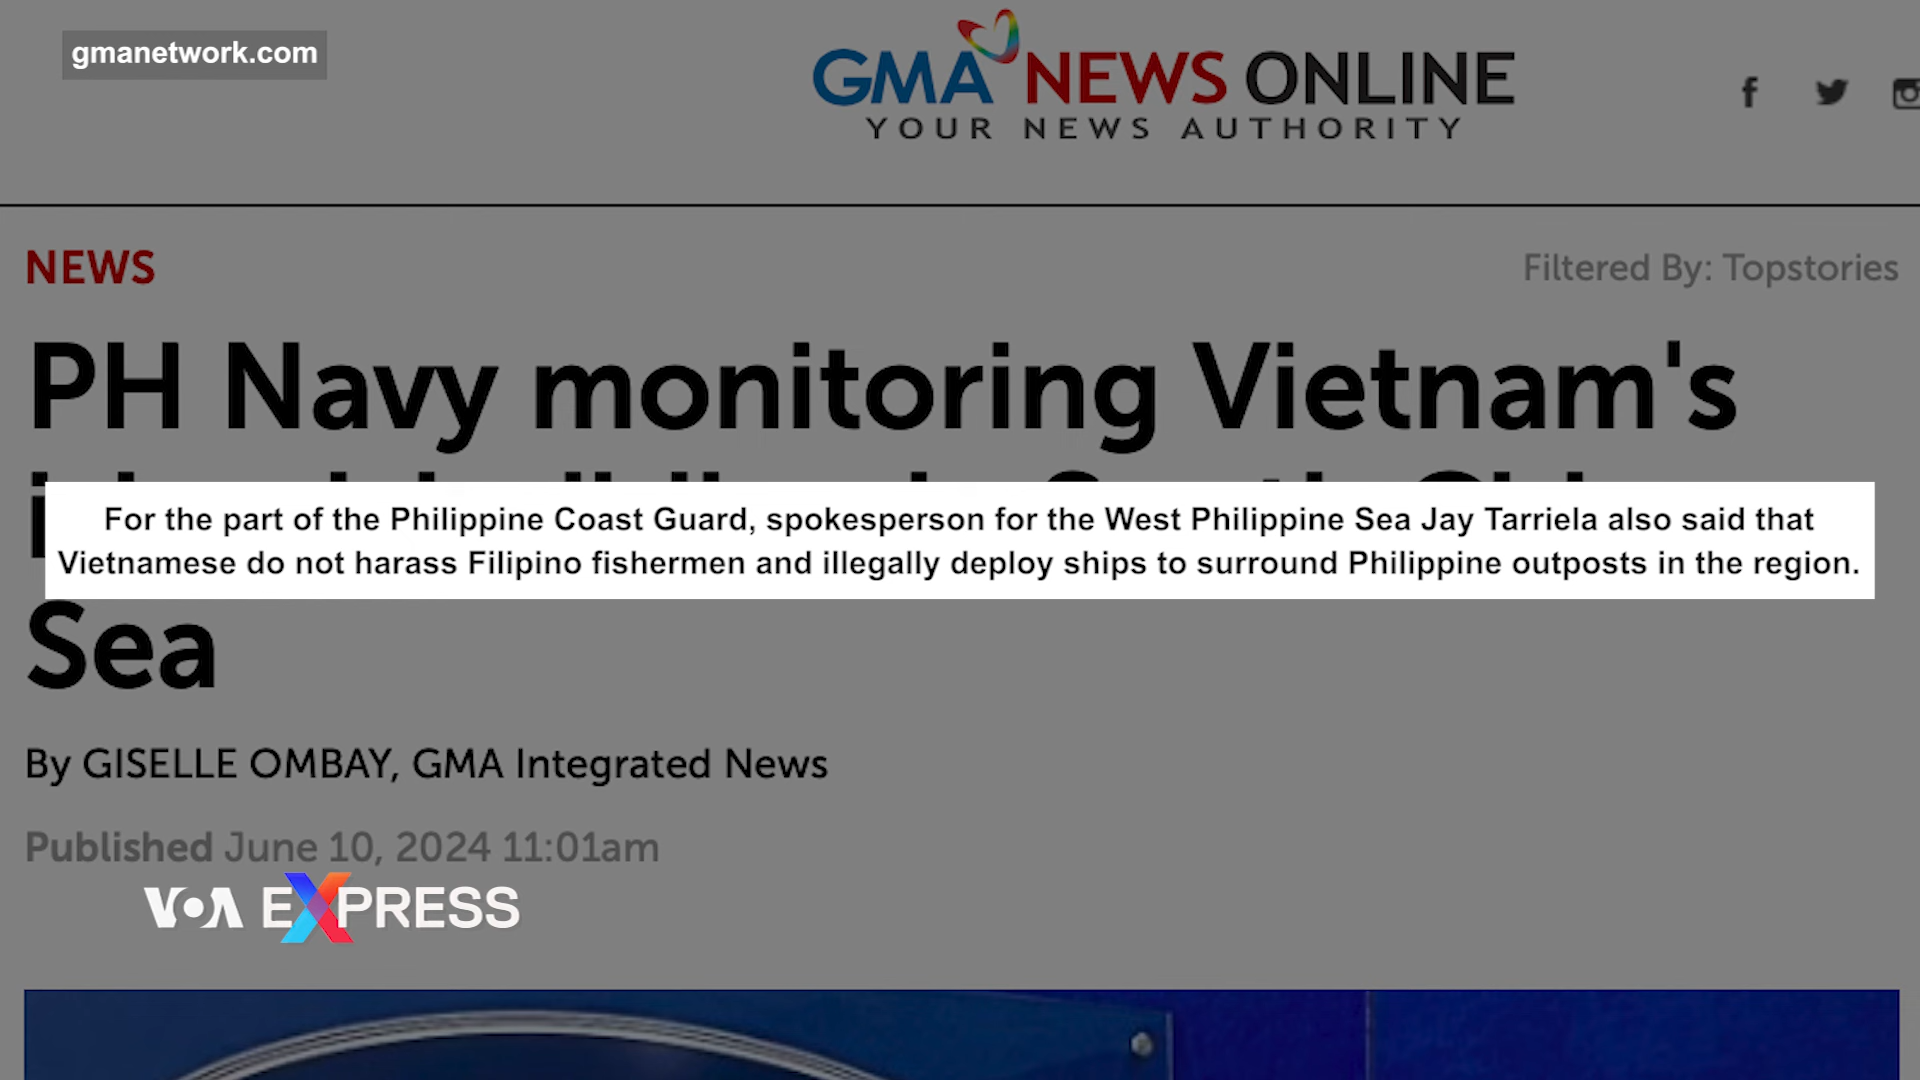 gmanetwork.com
GMA NEWS ONLINE
YOUR NEWS AUTHORITY
NEWS
Filtered By: Topstories
PH Navy monitoring Vietnam's
For the part of the Philippine Coast Guard, spokesperson for the West Philippine Sea Jay Tarriela also said that
Vietnamese do not harass Filipino fishermen and illegally deploy ships to surround Philippine outposts in the region.
Sea
By GISELLE OMBAY, GMA Integrated News
Published June 10, 2024 11:01am
VOA EXPRESS